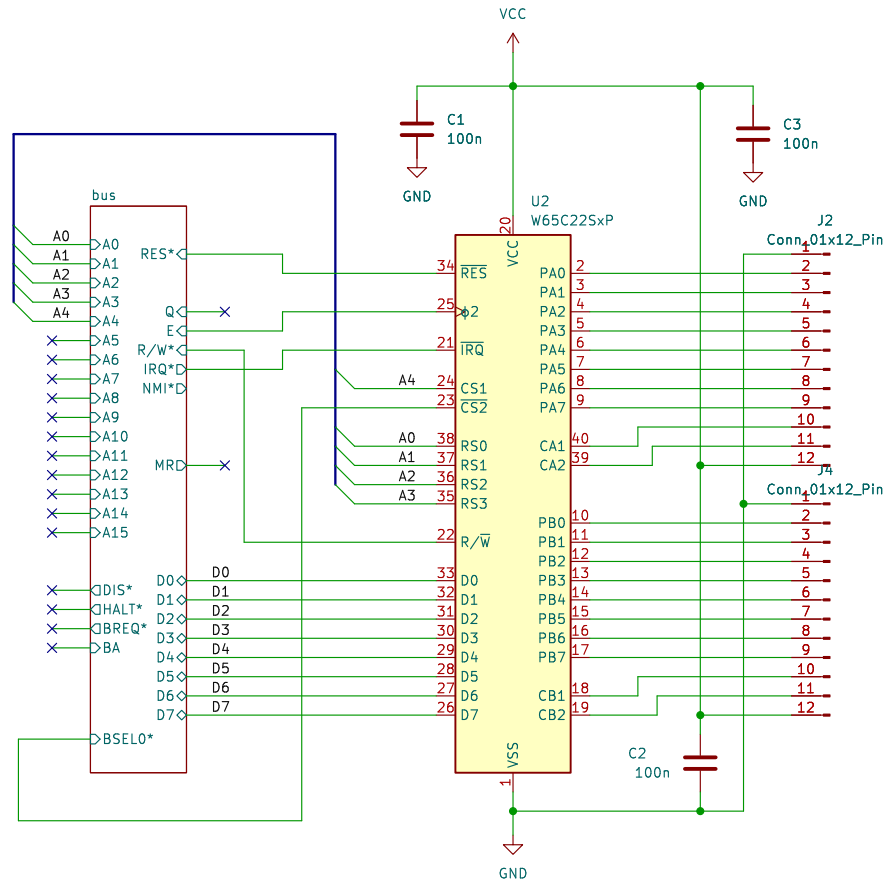 VCC
C1
100n
GND
C3
100n
GND
bus
U2
W65C22SxP
J2
Conn_01x12_Pin
A0
A1
A2
A3
A4
A0
A1
A2
A3
A4
A5
A6
A7
A8
A9
A10
A11
A12
A13
A14
A15
DIS*
HALT*
BREQ*
BA
BSEL0*
RES*
Q
E
R/W*
IRQ*
NMI*
MR
D0
D1
D2
D3
D4
D5
D6
D7
D0
D1
D2
D3
D4
D5
D6
D7
A4
A0
A1
A2
A3
20
VCC
34 RES
25 ϕ2
21 IRQ
24 CS1
23 CS2
38 RS0
37 RS1
36 RS2
35 RS3
22 R/W
33 D0
32 D1
31 D2
30 D3
29 D4
28 D5
27 D6
26 D7
VSS
1
PA0 2
PA1 3
PA2 4
PA3 5
PA4 6
PA5 7
PA6 8
PA7 9
CA1 40
CA2 39
PB0 10
PB1 11
PB2 12
PB3 13
PB4 14
PB5 15
PB6 16
PB7 17
CB1 18
CB2 19
1
2
3
4
5
6
7
8
9
10
11
12
J4
Conn_01x12_Pin
1
2
3
4
5
6
7
8
9
10
11
12
C2
100n
GND